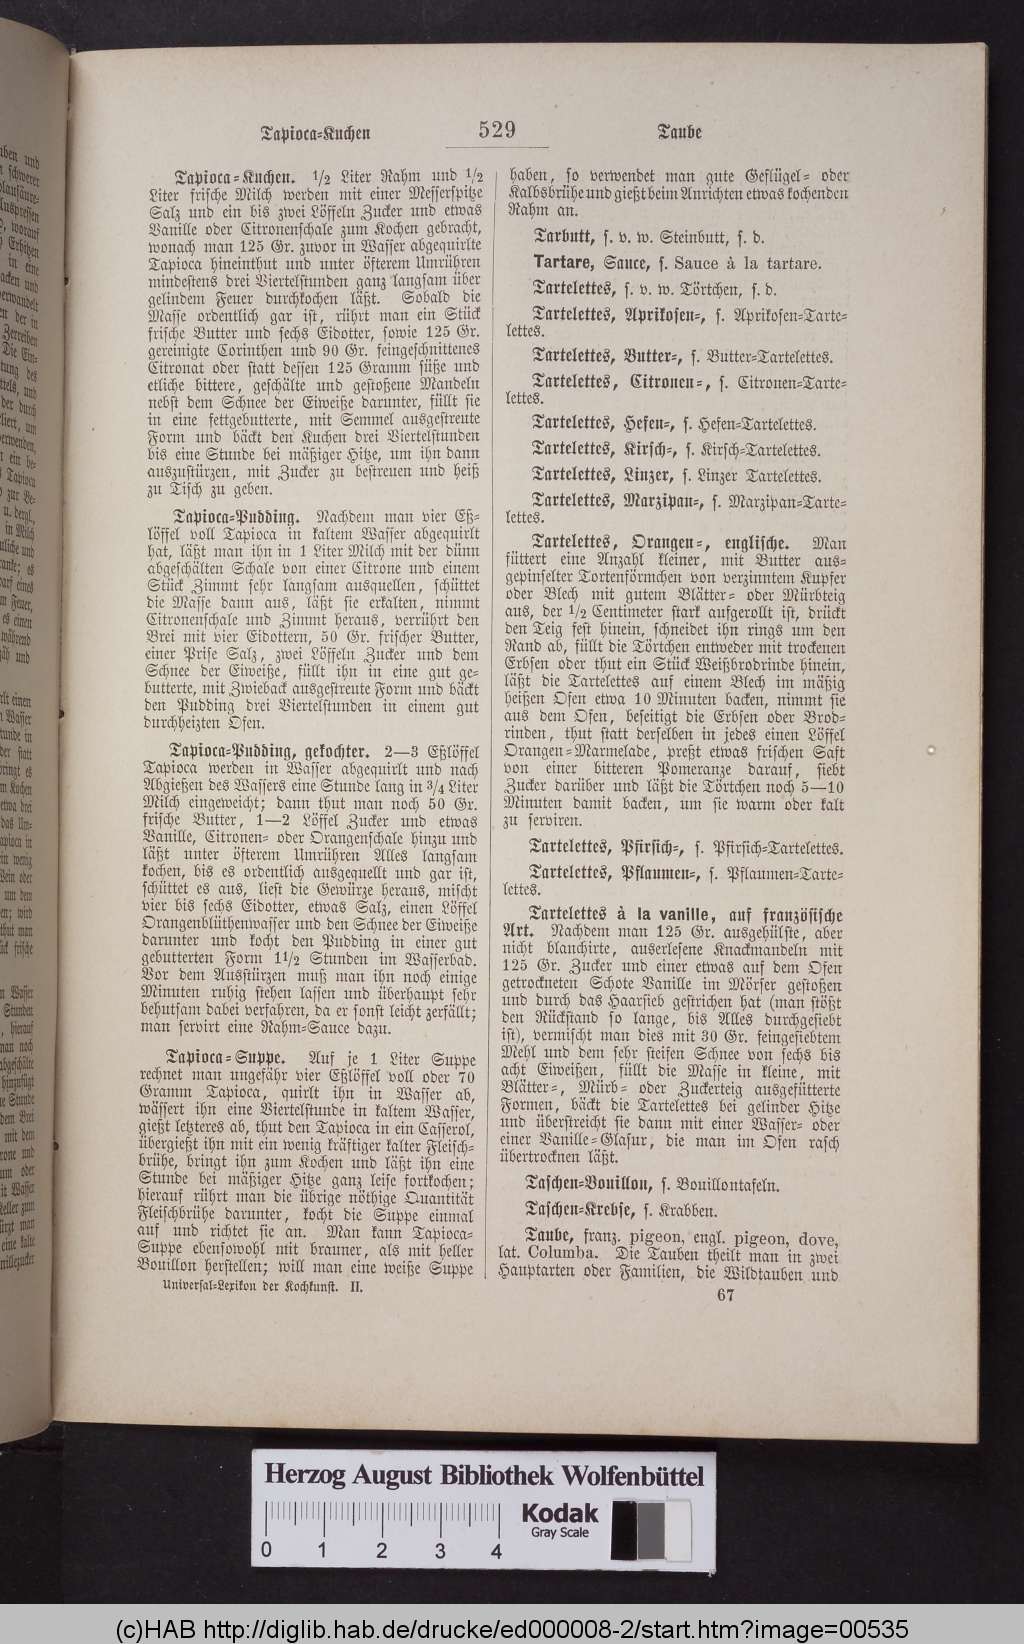 Tapioca-Kuchen 529 Taube
Tapioca-Kuchen. 1/2 Liter Rahm und 1/2
Liter frische Milch werden mit einer Messerspitze
Salz und ein bis zwei Löffeln Zucker und etwas
Vanille oder Citronenschale zum Kochen gebracht,
wonach man 125 Gr. zuvor in Wasser abgequirlte
Tapioca hineinthut und unter öfterem Umrühren
mindestens drei Viertelstunden ganz langsam über
gelindem Feuer durchkochen läßt. Sobald die
Masse ordentlich gar ist, rührt man ein Stück
frische Butter und sechs Eidotter, sowie 125 Gr.
gereinigte Corinthen und 90 Gr. feingeschnittenes
Citronat oder statt dessen 125 Gramm süße und
etliche bittere, geschälte und gestoßene Mandeln
nebst dem Schnee der Eiweiße darunter, füllt sie
in eine fettgebutterte, mit Semmel ausgestreute
Form und bäckt den Kuchen drei Viertelstunden
bis eine Stunde bei mäßiger Hitze, um ihn dann
auszustürzen, mit Zucker zu bestreuen und heiß
zu Tisch zu geben.
Tapioca-Pudding. Nachdem man vier Eß-
löffel voll Tapioca in kaltem Wasser abgequirlt
hat, läßt man ihn in 1 Liter Milch mit der dünn
abgeschälten Schale von einer Citrone und einem
Stück Zimmt sehr langsam ausquellen, schüttet
die Masse dann aus, läßt sie erkalten, nimmt
Citronenschale und Zimmt heraus, verrührt den
Brei mit vier Eidottern, 50 Gr. frischer Butter,
einer Prise Salz, zwei Löffeln Zucker und dem
Schnee der Eiweiße, füllt ihn in eine gut ge-
butterte, mit Zwieback ausgestreute Form und bäckt
den Pudding drei Viertelstunden in einem gut
durchheizten Ofen.
Tapioca-Pudding, gekochter. 2—3 Eßlöffel
Tapioca werden in Wasser abgequirlt und nach
Abgießen des Wassers eine Stunde lang in 3/4 Liter
Milch eingeweicht; dann thut man noch 50 Gr.
frische Butter, 1—2 Löffel Zucker und etwas
Vanille, Citronen- oder Orangenschale hinzu und
läßt unter öfterem Umrühren Alles langsam
kochen, bis es ordentlich ausgequellt und gar ist,
schüttet es aus, liest die Gewürze heraus, mischt
vier bis sechs Eidotter, etwas Salz, einen Löffel
Orangenblüthenwasser und den Schnee der Eiweiße
darunter und kocht den Pudding in einer gut
gebutterten Form 1 1/2 Stunden im Wasserbad.
Vor dem Ausstürzen muß man ihn noch einige
Minuten ruhig stehen lassen und überhaupt sehr
behutsam dabei verfahren, da er sonst leicht zerfällt;
man servirt eine Rahm-Sauce dazu.
Tapioca-Suppe. Auf je 1 Liter Suppe
rechnet man ungefähr vier Eßlöffel voll oder 70
Gramm Tapioca, quirlt ihn in Wasser ab,
wässert ihn eine Viertelstunde in kaltem Wasser,
gießt letzteres ab, thut den Tapioca in ein Casserol,
übergießt ihn mit ein wenig kräftiger kalter Fleisch-
brühe, bringt ihn zum Kochen und läßt ihn eine
Stunde bei mäßiger Hitze ganz leise fortkochen;
hierauf rührt man die übrige nöthige Quantität
Fleischbrühe darunter, kocht die Suppe einmal
auf und richtet sie an. Man kann Tapioca-
Suppe ebensowohl mit brauner, als mit heller
Bouillon herstellen; will man eine weiße Suppe
Universal-Lexikon der Kochkunst. II.
haben, so verwendet man gute Geflügel- oder
Kalbsbrühe und gießt beim Anrichten etwas kochenden
Rahm an.
Tarbutt, s. v. w. Steinbutt, s. d.
Tartare, Sauce, s. Sauce à la tartare.
Tartelettes, s. v. w. Törtchen, s. d.
Tartelettes, Aprikosen-, s. Aprikosen-Tarte-
lettes.
Tartelettes, Butter-, s. Butter-Tartelettes.
Tartelettes, Citronen-, s. Citronen-Tarte-
lettes.
Tartelettes, Hefen-, s. Hefen-Tartelettes.
Tartelettes, Kirsch-, s. Kirsch-Tartelettes.
Tartelettes, Linzer, s. Linzer Tartelettes.
Tartelettes, Marzipan-, s. Marzipan-Tarte-
lettes.
Tartelettes, Orangen-, englische. Man
füttert eine Anzahl kleiner, mit Butter aus-
gepinselter Tortenförmchen von verzinntem Kupfer
oder Blech mit gutem Blätter- oder Mürbteig
aus, der 1/2 Centimeter stark aufgerollt ist, drückt
den Teig fest hinein, schneidet ihn rings um den
Rand ab, füllt die Törtchen entweder mit trockenen
Erbsen oder thut ein Stück Weißbrodrinde hinein,
läßt die Tartelettes auf einem Blech im mäßig
heißen Ofen etwa 10 Minuten backen, nimmt sie
aus dem Ofen, beseitigt die Erbsen oder Brod-
rinden, thut statt derselben in jedes einen Löffel
Orangen-Marmelade, preßt etwas frischen Saft
von einer bitteren Pomeranze darauf, siebt
Zucker darüber und läßt die Törtchen noch 5—10
Minuten damit backen, um sie warm oder kalt
zu serviren.
Tartelettes, Pfirsich-, s. Pfirsich-Tartelettes.
Tartelettes, Pflaumen-, s. Pflaumen-Tarte-
lettes.
Tartelettes à la vanille, auf französische
Art. Nachdem man 125 Gr. ausgehülste, aber
nicht blanchirte, auserlesene Knackmandeln mit
125 Gr. Zucker und einer etwas auf dem Ofen
getrockneten Schote Vanille im Mörser gestoßen
und durch das Haarsieb gestrichen hat (man stößt
den Rückstand so lange, bis Alles durchgesiebt
ist), vermischt man dies mit 30 Gr. feingesiebtem
Mehl und dem sehr steifen Schnee von sechs bis
acht Eiweißen, füllt die Masse in kleine, mit
Blätter-, Mürb- oder Zuckerteig ausgefütterte
Formen, bäckt die Tartelettes bei gelinder Hitze
und überstreicht sie dann mit einer Wasser- oder
einer Vanille-Glasur, die man im Ofen rasch
übertrocknen läßt.
Taschen-Bouillon, s. Bouillontafeln.
Taschen-Krebse, s. Krabben.
Taube, franz. pigeon, engl. pigeon, dove,
lat. Columba. Die Tauben theilt man in zwei
Hauptarten oder Familien, die Wildtauben und
67
Herzog August Bibliothek Wolfenbüttel
Kodak
Gray Scale
0 1 2 3 4
(c)HAB http://diglib.hab.de/drucke/ed000008-2/start.htm?image=00535